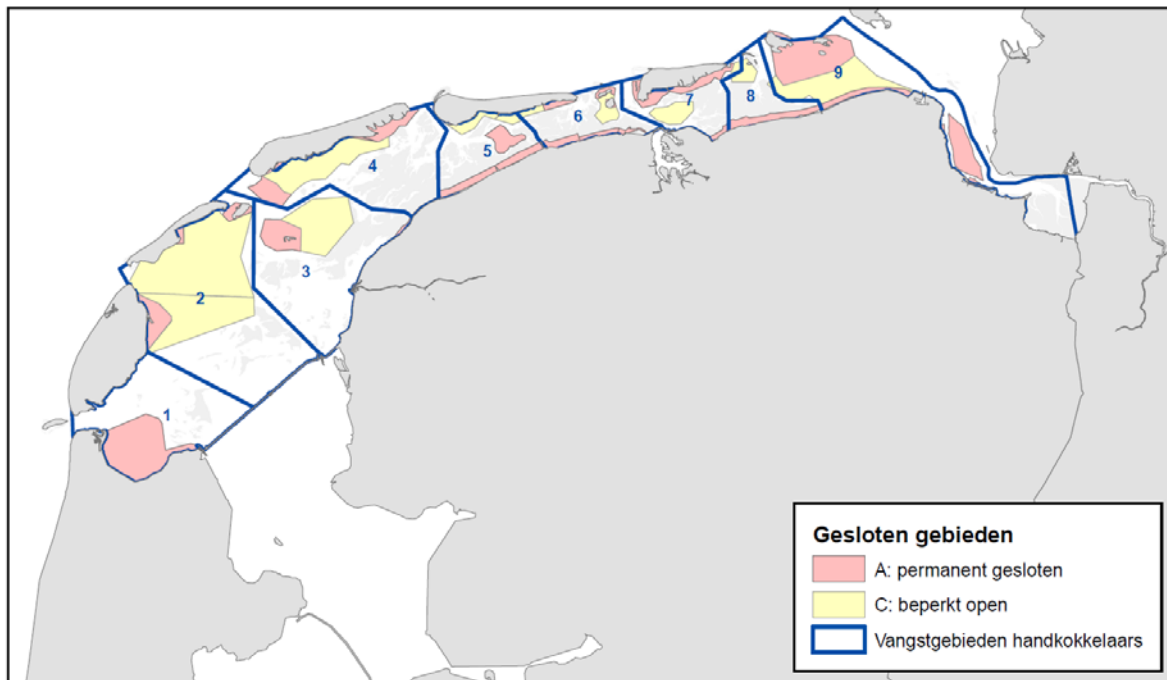 9
7
8
6
4
5
3
2
1
Gesloten gebieden
A: permanent gesloten
C: beperkt open
Vangstgebieden handkokkelaars